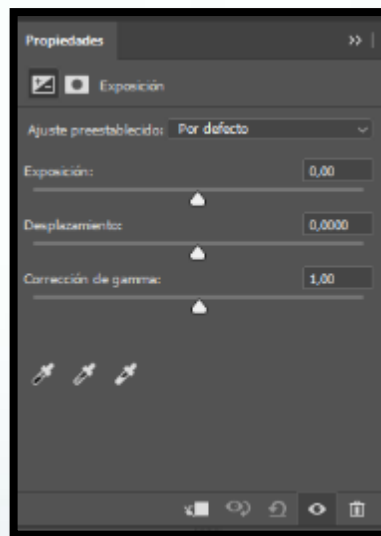 Propiedades
Exposición
Ajuste preestablecido: Por defecto
Exposición: 0,00
Desplazamiento: 0,0000
Corrección de gamma: 1,00